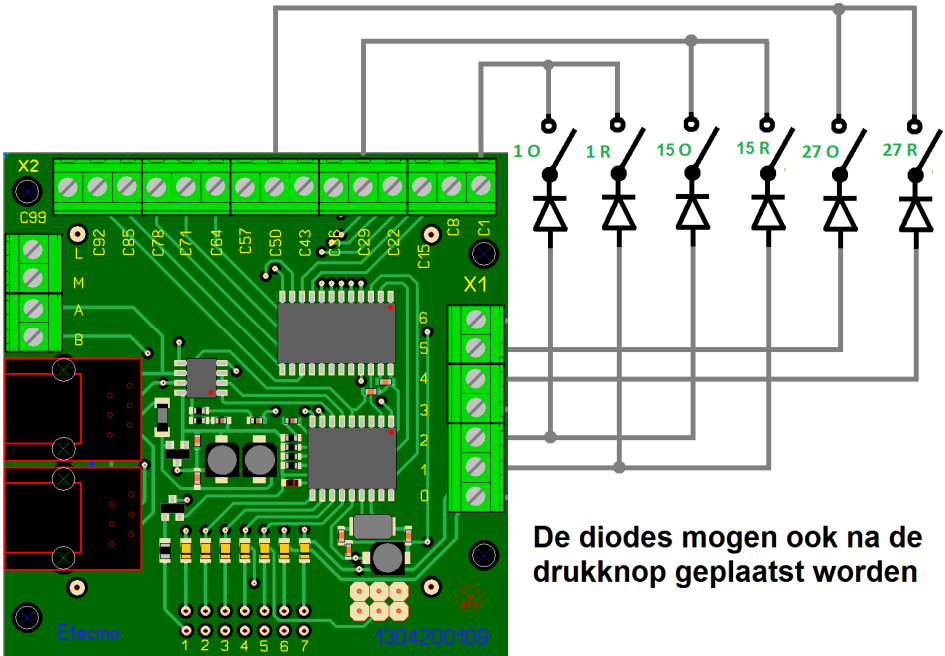 1 O
1 R
15 O
15 R
27 O
27 R
X2
C99
C92
C85
C78
C71
C64
C57
C50
C43
C36
C29
C22
C15
C8
C1
L
M
A
B
X1
6
5
4
3
2
1
0
De diodes mogen ook na de
drukknop geplaatst worden
Etecmo
1304200109
1 2 3 4 5 6 7